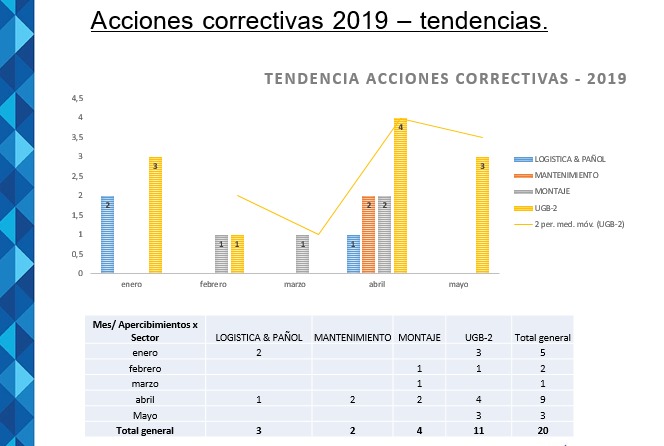 Acciones correctivas 2019 – tendencias.
TENDENCIA ACCIONES CORRECTIVAS - 2019
4,5
4
3,5
3
2,5
2
1,5
1
0,5
0
2
3
1
1
1
1
2
2
4
3
enero
febrero
marzo
abril
mayo
LOGISTICA & PAÑOL
MANTENIMIENTO
MONTAJE
UGB-2
2 per. med. móv. (UGB-2)
Mes/ Apercibimientos x Sector LOGISTICA & PAÑOL MANTENIMIENTO MONTAJE UGB-2 Total general
enero 2 3 5
febrero 1 1 2
marzo 1 1
abril 1 2 2 4 9
Mayo 3 3
Total general 3 2 4 11 20